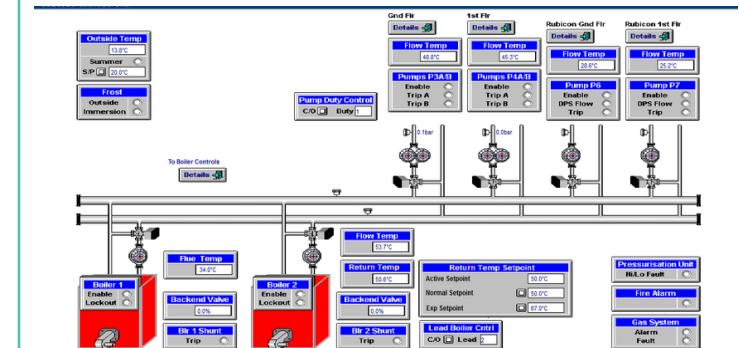 Gnd Flr
1st Flr
Rubicon Gnd Flr
Rubicon 1st Flr
Details
Details
Details
Details
Outside Temp
13.8°C
Summer
S/P 20.0°C
Frost
Outside
Immersion
Flow Temp
48.8°C
Flow Temp
45.3°C
Flow Temp
28.6°C
Flow Temp
25.2°C
Pump Duty Control
C/O Duty 1
Pumps P3A/B
Enable
Trip A
Trip B
Pumps P4A/B
Enable
Trip A
Trip B
Pump P6
Enable
DPS Flow
Trip
Pump P7
Enable
DPS Flow
Trip
0.1bar
0.0bar
To Boiler Controls
Details
Flue Temp
34.0°C
Flow Temp
53.7°C
Return Temp
50.6°C
Boiler 1
Enable
Lockout
Backend Valve
0.0%
Blr 1 Shunt
Trip
Boiler 2
Enable
Lockout
Backend Valve
0.0%
Blr 2 Shunt
Trip
Return Temp Setpoint
Active Setpoint 50.0°C
Normal Setpoint 50.0°C
Exp Setpoint 67.0°C
Lead Boiler Cntrl
C/O Lead 2
Pressurisation Unit
Hi/Lo Fault
Fire Alarm
Gas System
Alarm
Fault